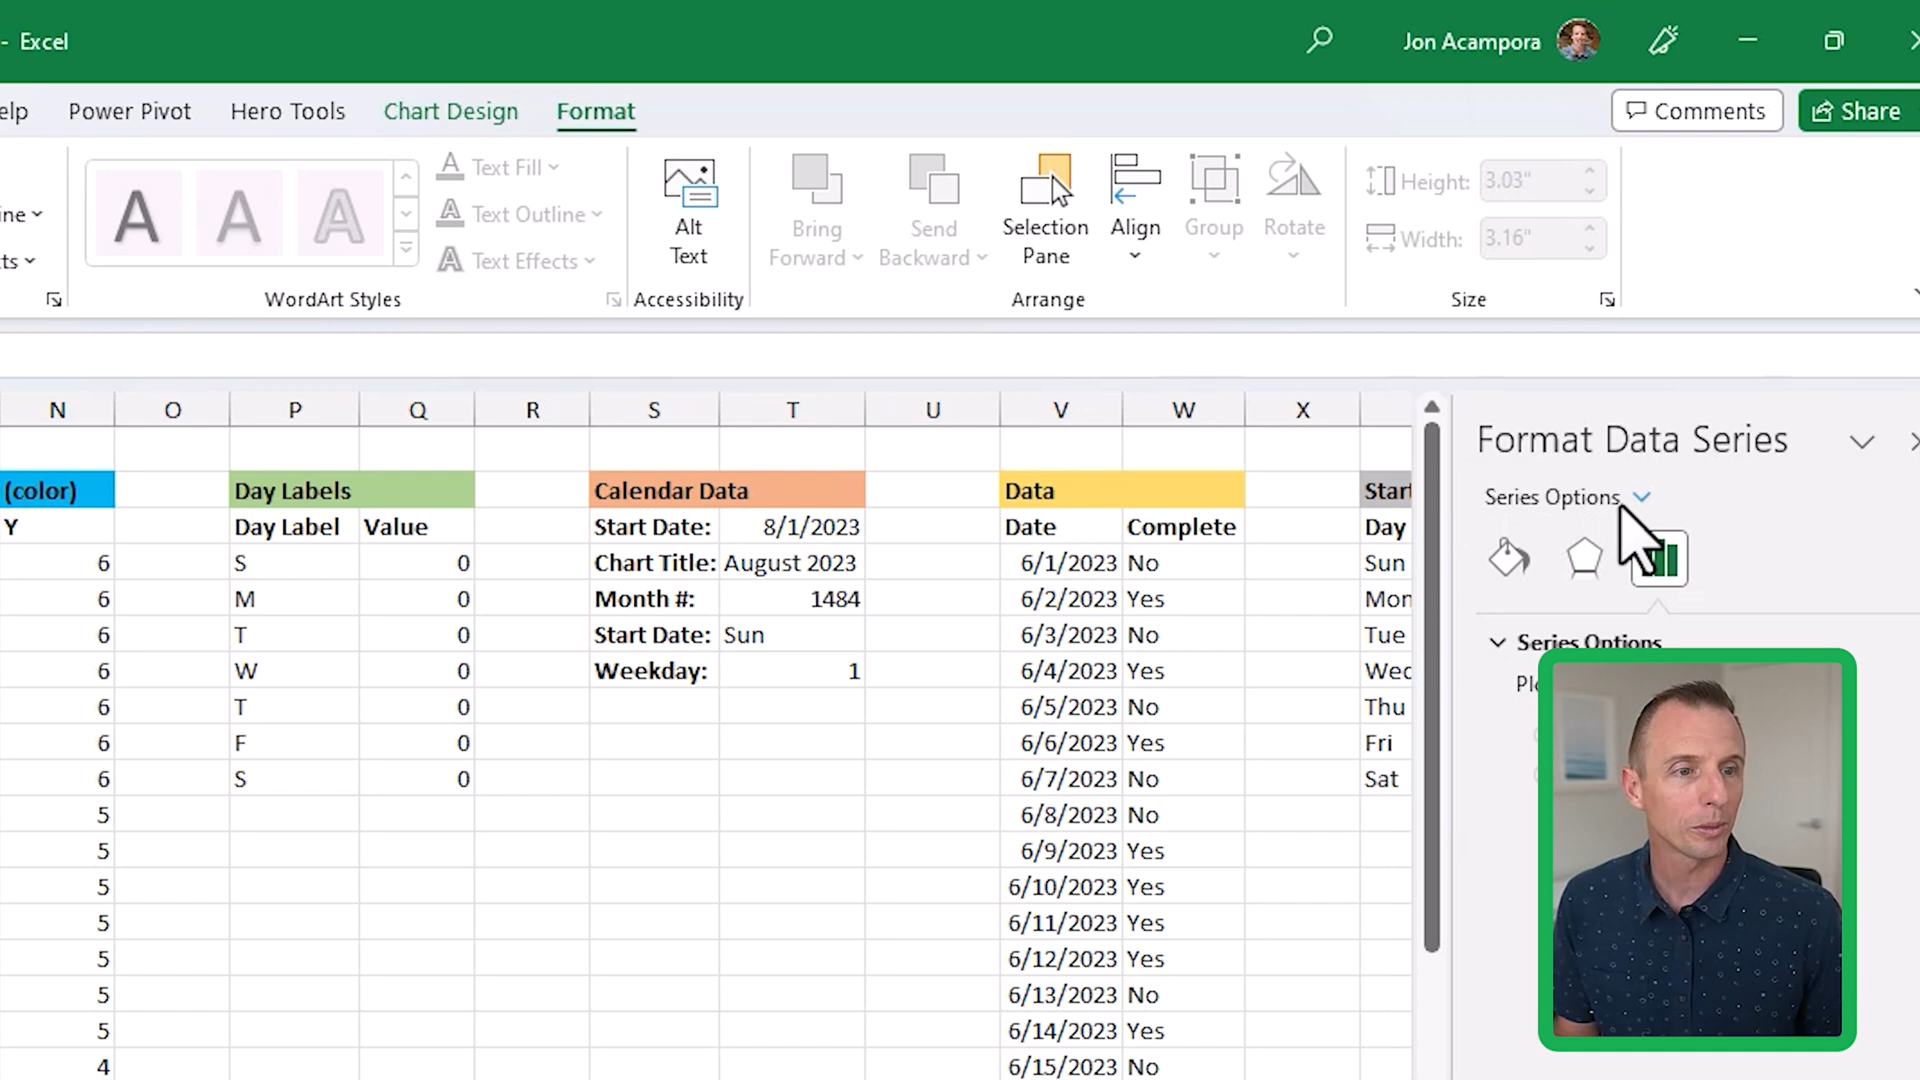 - Excel
Jon Acampora
elp Power Pivot Hero Tools Chart Design Format Comments Share
ine
ts
A A A
Text Fill
Text Outline
Text Effects
WordArt Styles
Alt Text
Accessibility
Bring Forward
Send Backward
Selection Pane
Align
Group
Rotate
Arrange
Height: 3.03"
Width: 3.16"
Size
N O P Q R S T U V W X
(color) Day Labels Calendar Data Data Start
Y Day Label Value Start Date: 8/1/2023 Date Complete Day
6 S 0 Chart Title: August 2023 6/1/2023 No Sun
6 M 0 Month #: 1484 6/2/2023 Yes Mon
6 T 0 Start Date: Sun 6/3/2023 No Tue
6 W 0 Weekday: 1 6/4/2023 Yes Wed
6 T 0 6/5/2023 No Thu
6 F 0 6/6/2023 Yes Fri
6 S 0 6/7/2023 No Sat
5 6/8/2023 No
5 6/9/2023 Yes
5 6/10/2023 Yes
5 6/11/2023 Yes
5 6/12/2023 Yes
5 6/13/2023 No
5 6/14/2023 Yes
4 6/15/2023 No
Format Data Series
Series Options
Series Options